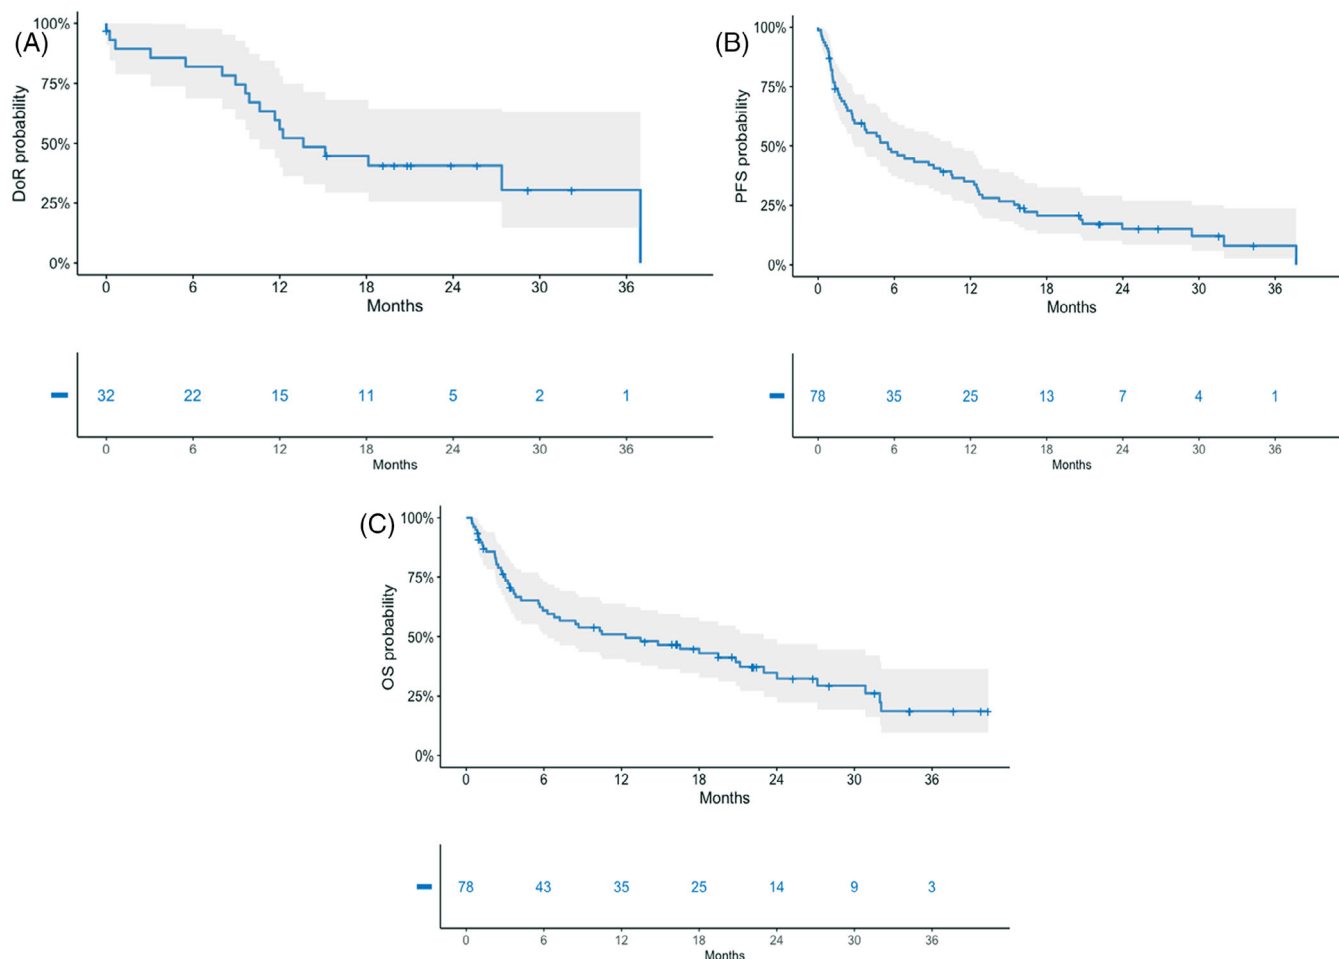 (A)
DoR probability
100%
75%
50%
25%
0%
0 6 12 18 24 30 36
Months
32 22 15 11 5 2 1
0 6 12 18 24 30 36
Months
(B)
PFS probability
100%
75%
50%
25%
0%
0 6 12 18 24 30 36
Months
78 35 25 13 7 4 1
0 6 12 18 24 30 36
Months
(C)
OS probability
100%
75%
50%
25%
0%
0 6 12 18 24 30 36
Months
78 43 35 25 14 9 3
0 6 12 18 24 30 36
Months